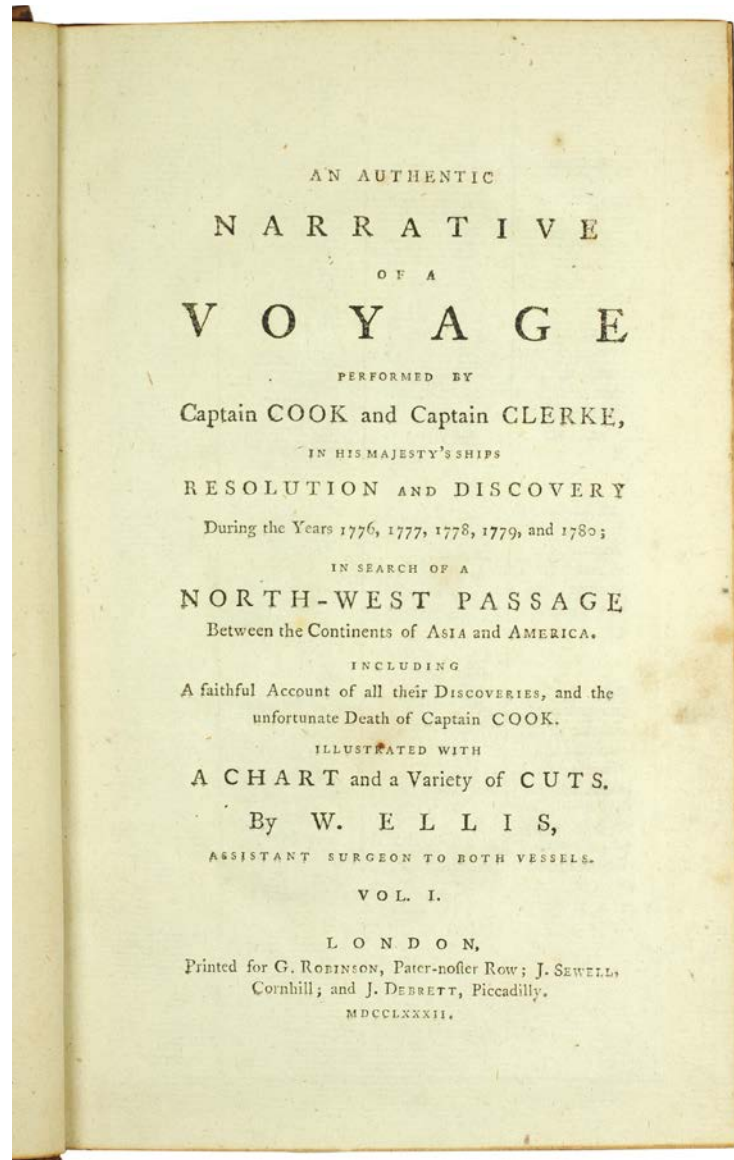 AN AUTHENTIC
NARRATIVE
OF A
VOYAGE
PERFORMED BY
Captain COOK and Captain CLERKE,
IN HIS MAJESTY'S SHIPS
RESOLUTION AND DISCOVERY
During the Years 1776, 1777, 1778, 1779, and 1780;
IN SEARCH OF A
NORTH-WEST PASSAGE
Between the Continents of ASIA and AMERICA.
INCLUDING
A faithful Account of all their DISCOVERIES, and the
unfortunate Death of Captain COOK.
ILLUSTRATED WITH
A CHART and a Variety of CUTS.
By W. ELLIS,
ASSISTANT SURGEON TO BOTH VESSELS.
VOL. I.
LONDON,
Printed for G. ROBINSON, Pater-noſter Row; J. SEWELL,
Cornhill; and J. DEBRETT, Piccadilly.
MDCCLXXXII.